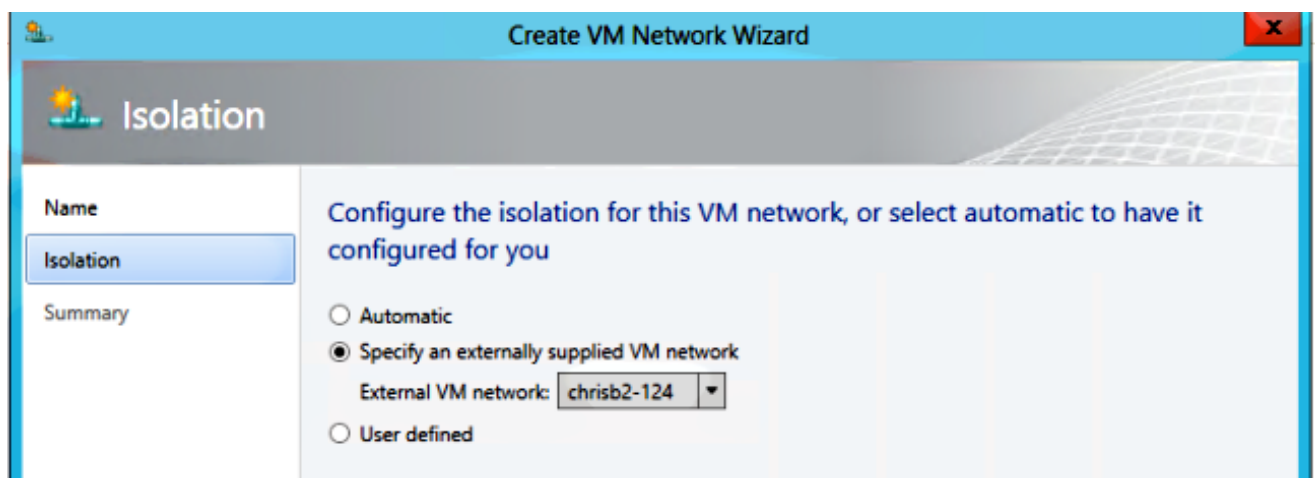 Create VM Network Wizard
x
Isolation
Name
Isolation
Summary
Configure the isolation for this VM network, or select automatic to have it
configured for you
Automatic
Specify an externally supplied VM network
External VM network: chrisb2-124
User defined